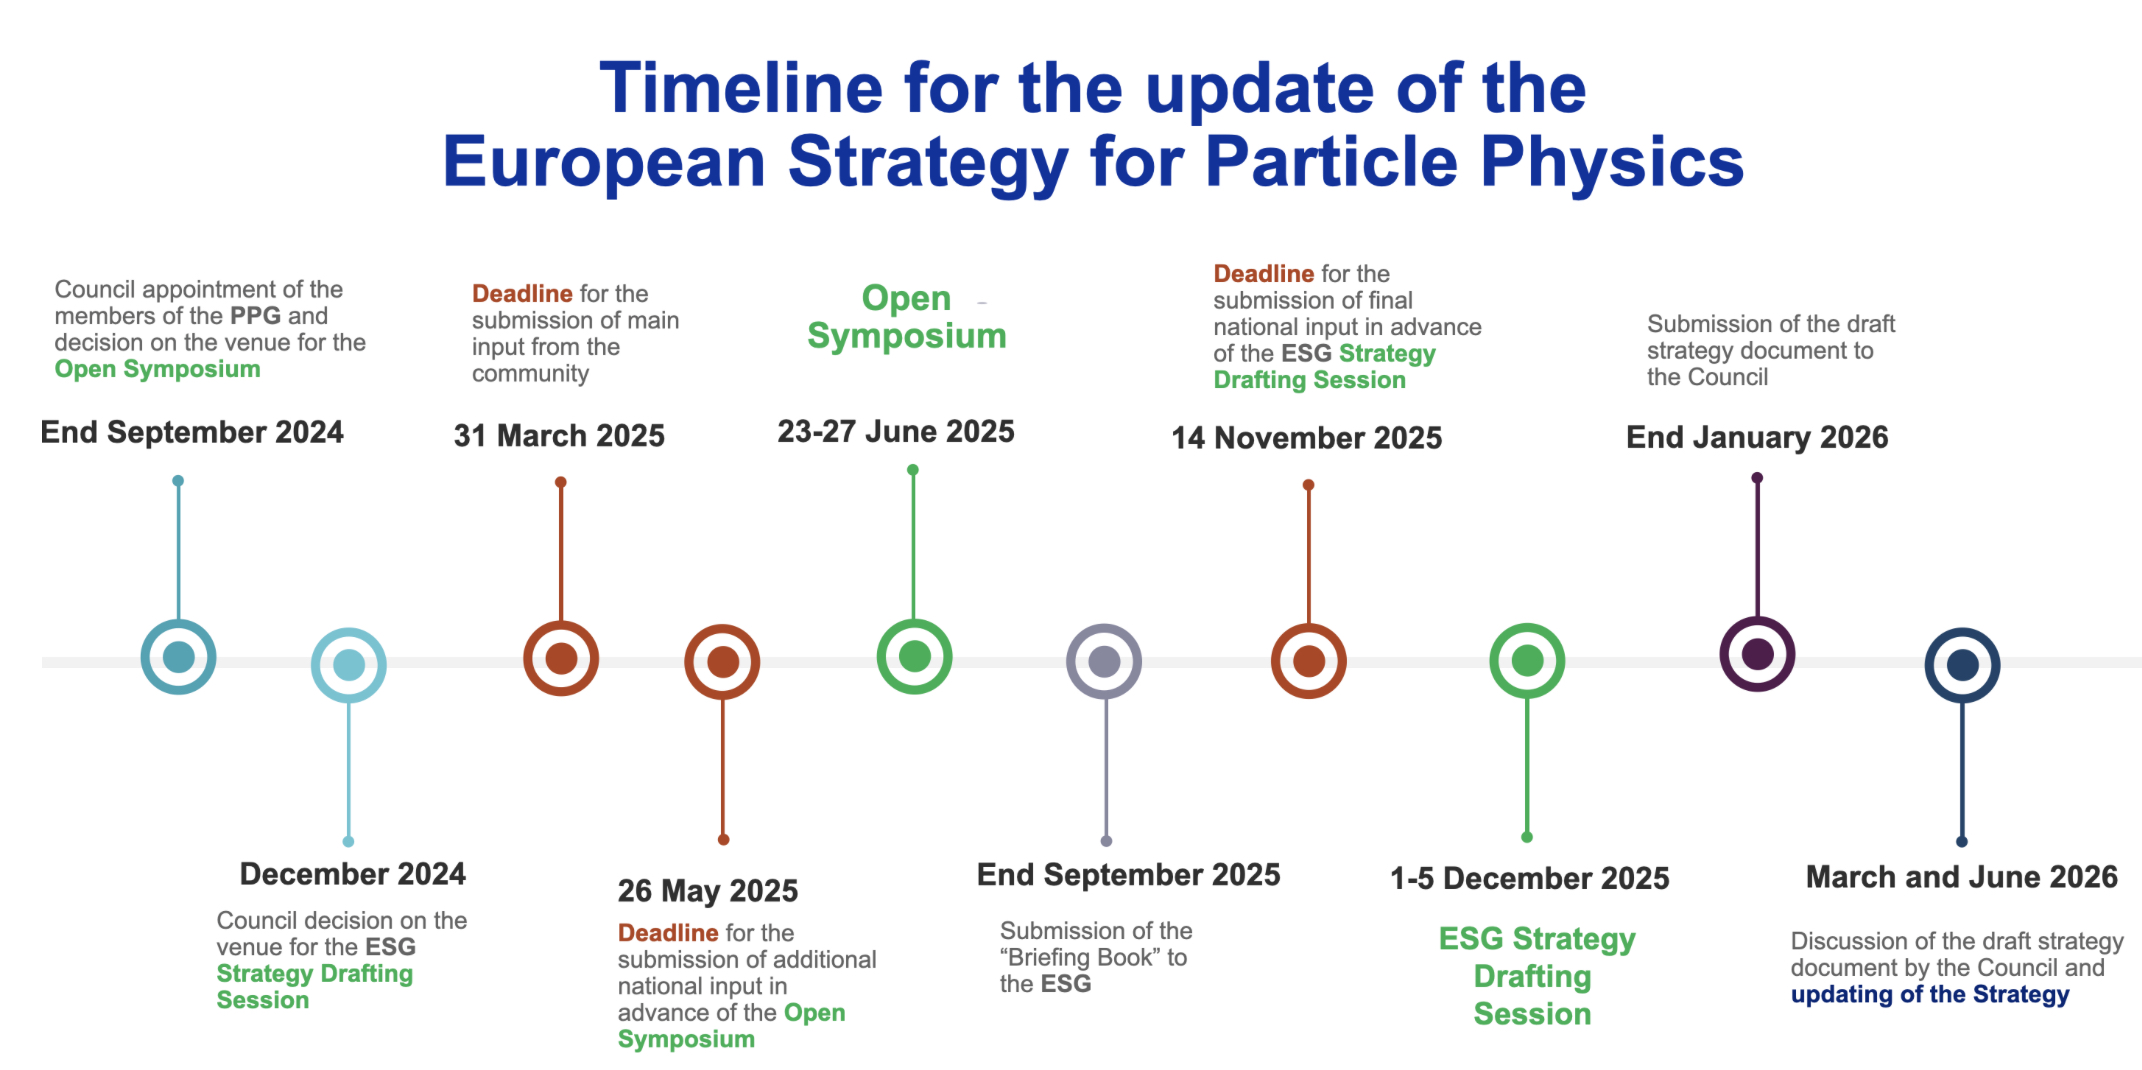 Timeline for the update of the
European Strategy for Particle Physics
Council appointment of the
members of the PPG and
decision on the venue for the
Open Symposium
End September 2024
December 2024
Council decision on the
venue for the ESG
Strategy Drafting
Session
Deadline for the
submission of main
input from the
community
31 March 2025
26 May 2025
Deadline for the
submission of additional
national input in
advance of the Open
Symposium
Open
Symposium
23-27 June 2025
End September 2025
Submission of the
“Briefing Book” to
the ESG
Deadline for the
submission of final
national input in advance
of the ESG Strategy
Drafting Session
14 November 2025
1-5 December 2025
ESG Strategy
Drafting
Session
Submission of the draft
strategy document to
the Council
End January 2026
March and June 2026
Discussion of the draft strategy
document by the Council and
updating of the Strategy